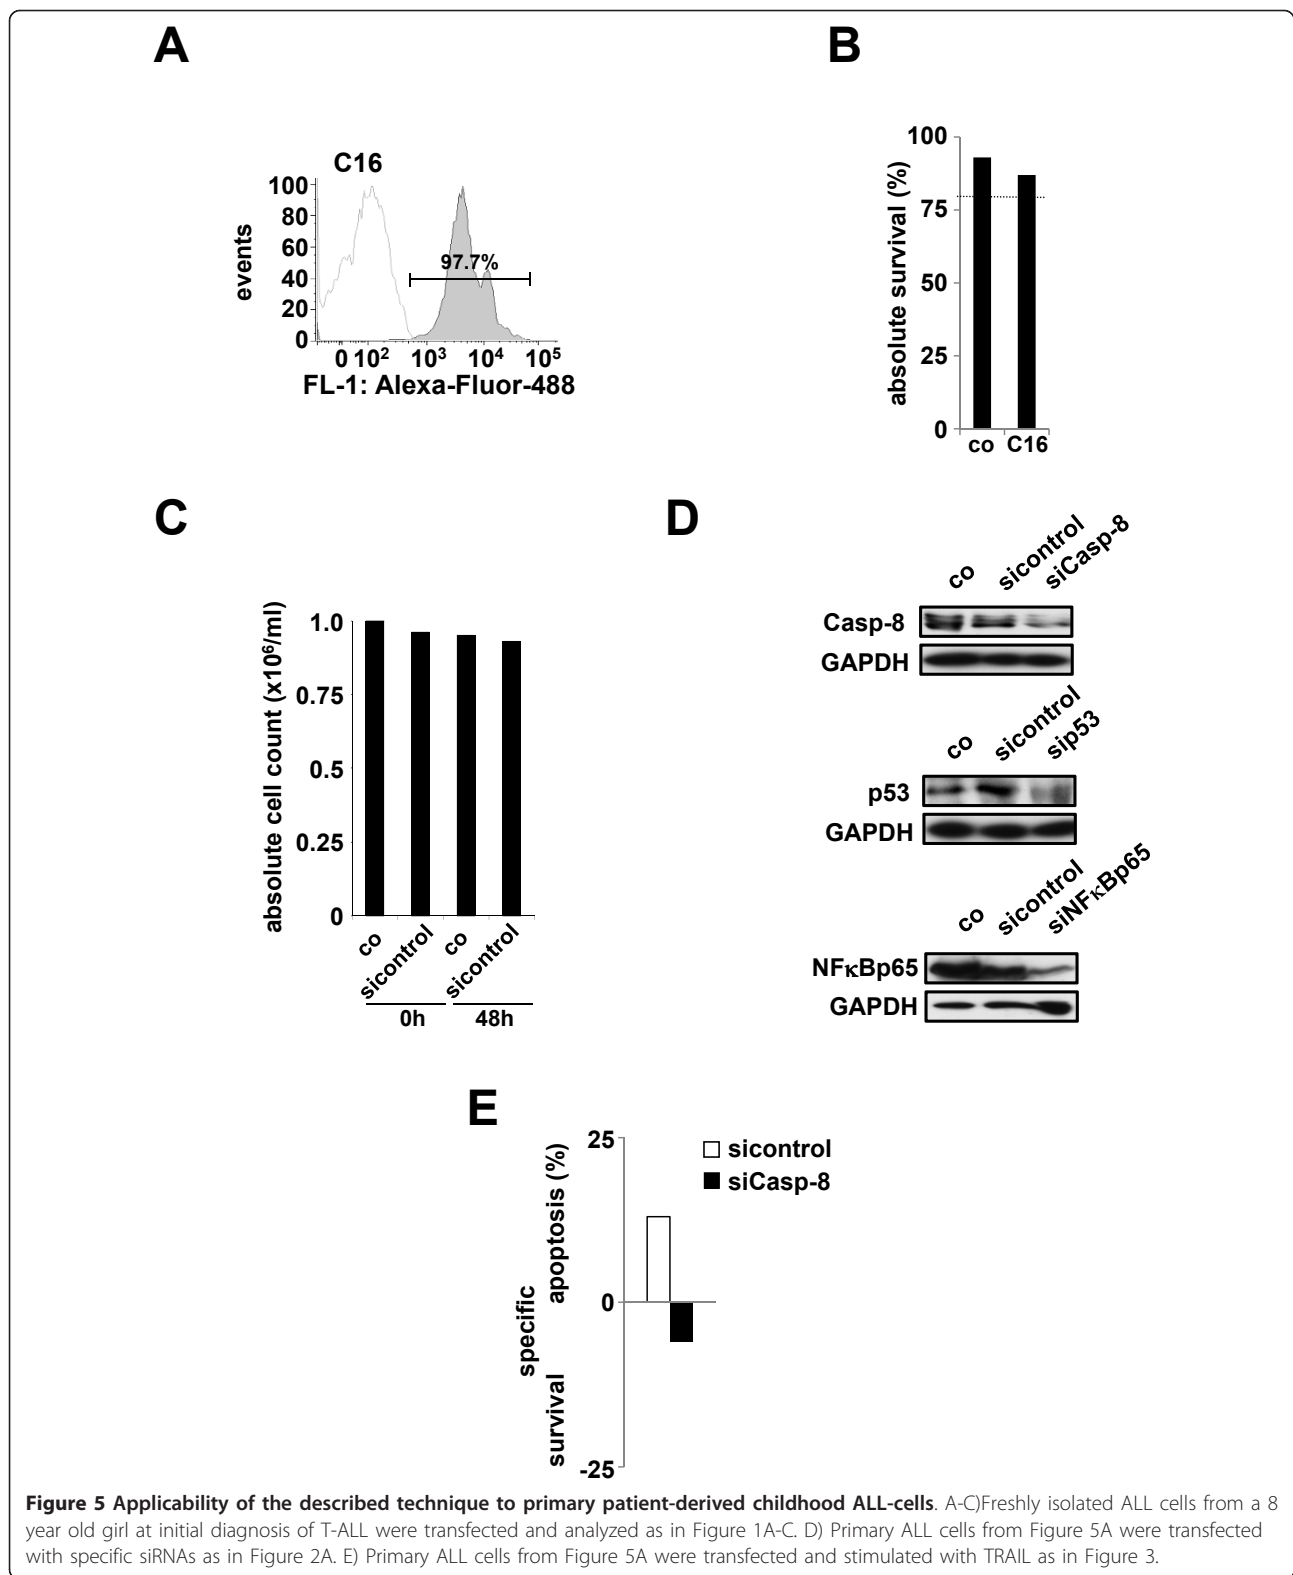 A
C16
events
100
80
60
40
20
0
97.7%
0 10² 10³ 10⁴ 10⁵
FL-1: Alexa-Fluor-488
B
absolute survival (%)
100
75
50
25
0
co C16
C
absolute cell count (x10⁶/ml)
1.0
0.75
0.5
0.25
0
co sicontrol co sicontrol
0h 48h
D
co sicontrol siCasp-8
Casp-8
GAPDH
co sicontrol sip53
p53
GAPDH
co sicontrol siNFκBp65
NFκBp65
GAPDH
E
specific
survival apoptosis (%)
25
0
-25
sicontrol
siCasp-8
Figure 5 Applicability of the described technique to primary patient-derived childhood ALL-cells. A-C)Freshly isolated ALL cells from a 8
year old girl at initial diagnosis of T-ALL were transfected and analyzed as in Figure 1A-C. D) Primary ALL cells from Figure 5A were transfected
with specific siRNAs as in Figure 2A. E) Primary ALL cells from Figure 5A were transfected and stimulated with TRAIL as in Figure 3.